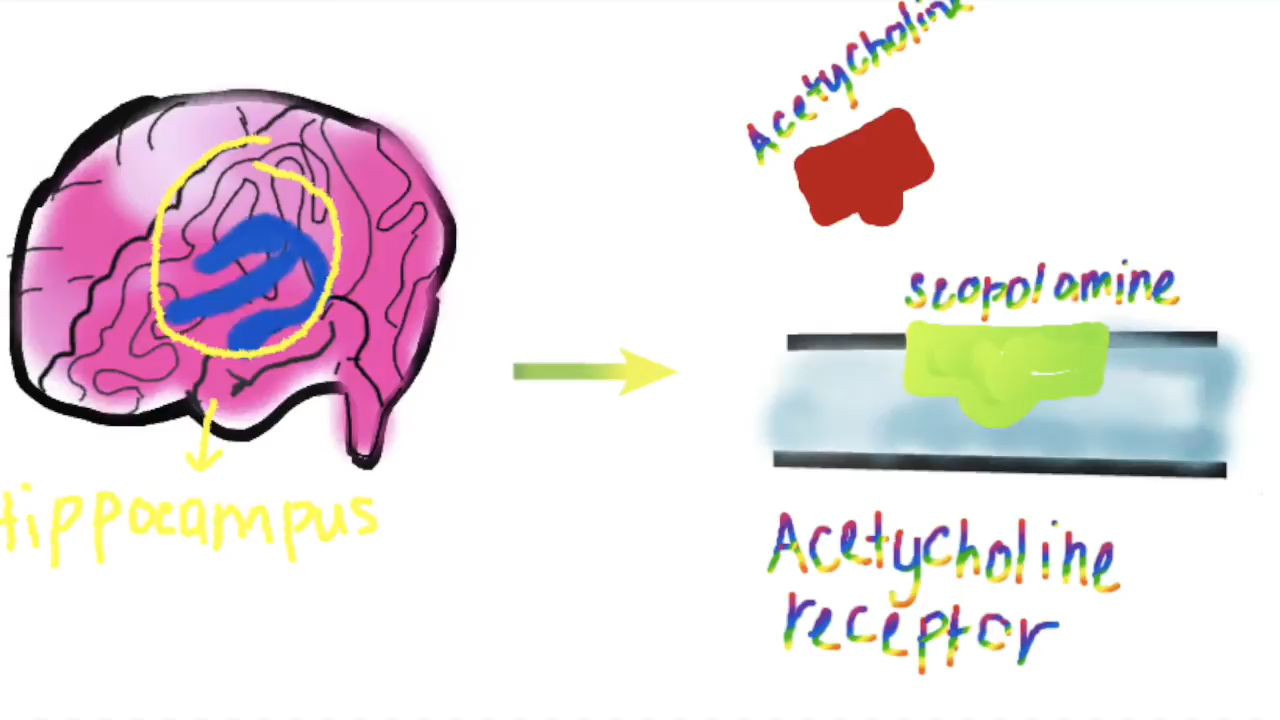 Acetycholine
scopolamine
Hippocampus
Acetycholine
receptor